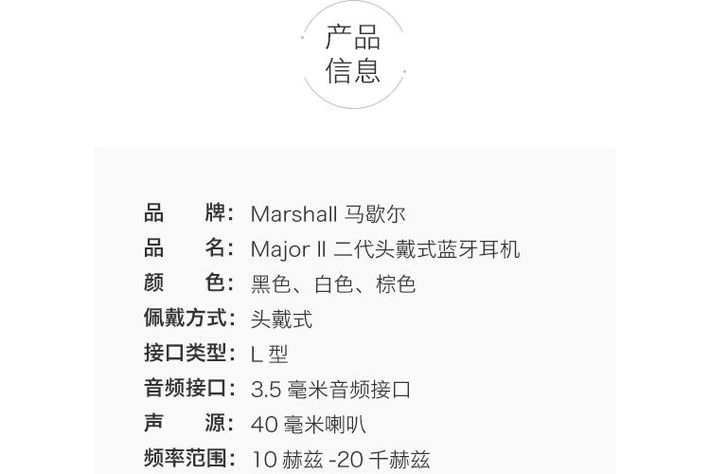 产品
信息
品 牌： Marshall 马歇尔
品 名： Major II 二代头戴式蓝牙耳机
颜 色： 黑色、白色、棕色
佩戴方式： 头戴式
接口类型： L 型
音频接口： 3.5 毫米音频接口
声 源： 40 毫米喇叭
频率范围： 10 赫兹 -20 千赫兹